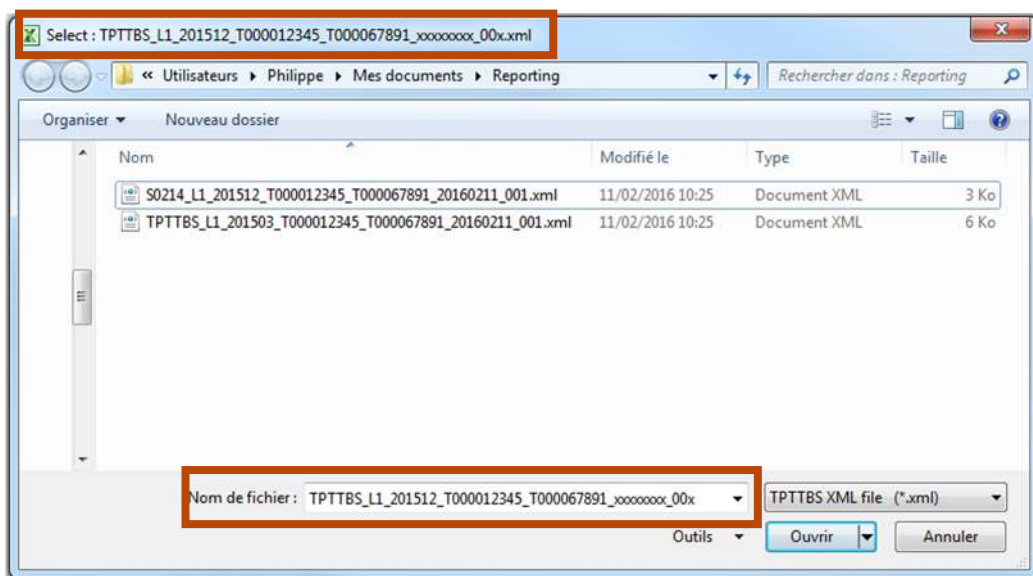 Select : TPTTBS_L1_201512_T000012345_T000067891_xxxxxxxx_00x.xml
« Utilisateurs ▸ Philippe ▸ Mes documents ▸ Reporting
Rechercher dans : Reporting
Organiser
Nouveau dossier
Nom Modifié le Type Taille
S0214_L1_201512_T000012345_T000067891_20160211_001.xml 11/02/2016 10:25 Document XML 3 Ko
TPTTBS_L1_201503_T000012345_T000067891_20160211_001.xml 11/02/2016 10:25 Document XML 6 Ko
Nom de fichier : TPTTBS_L1_201512_T000012345_T000067891_xxxxxxxx_00x
TPTTBS XML file (*.xml)
Outils Ouvrir Annuler